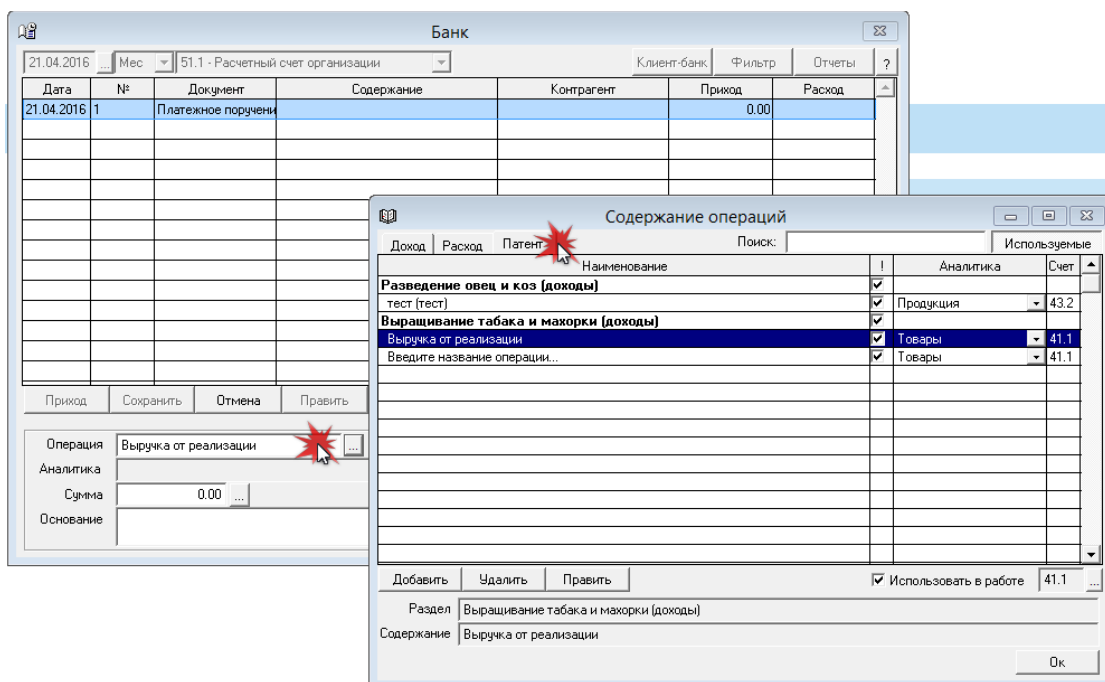 Банк
21.04.2016 ... Мес 51.1 - Расчетный счет организации Клиент-банк Фильтр Отчеты ?
Дата № Документ Содержание Контрагент Приход Расход
21.04.2016 1 Платежное поручени 0.00
Приход Сохранить Отмена Править
Операция Выручка от реализации ...
Аналитика
Сумма 0.00 ...
Основание
Содержание операций
Доход Расход Патент Поиск: Используемые
Наименование ! Аналитика Счет
Разведение овец и коз (доходы)
тест (тест) Продукция 43.2
Выращивание табака и махорки (доходы)
Выручка от реализации Товары 41.1
Введите название операции... Товары 41.1
Добавить Удалить Править Использовать в работе 41.1 ...
Раздел Выращивание табака и махорки (доходы)
Содержание Выручка от реализации
Ок